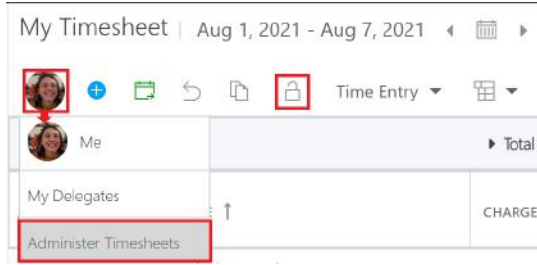 My Timesheet | Aug 1, 2021 - Aug 7, 2021
Time Entry
Me
Total
My Delegates
CHARGE
Administer Timesheets